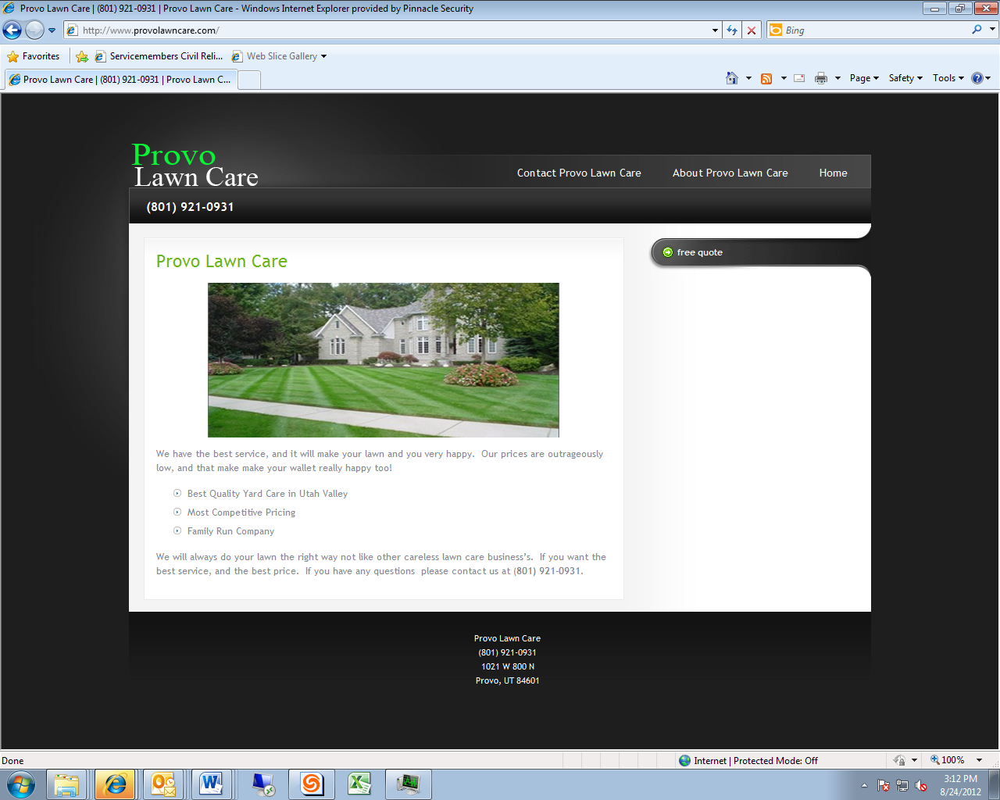 Provo Lawn Care | (801) 921-0931 | Provo Lawn Care - Windows Internet Explorer provided by Pinnacle Security
http://www.provolawncare.com/
Bing
Favorites
Servicemembers Civil Reli...
Web Slice Gallery
Provo Lawn Care | (801) 921-0931 | Provo Lawn C...
Page
Safety
Tools
Provo
Lawn Care
Contact Provo Lawn Care
About Provo Lawn Care
Home
(801) 921-0931
Provo Lawn Care
free quote
We have the best service, and it will make your lawn and you very happy.  Our prices are outrageously
low, and that make make your wallet really happy too!
Best Quality Yard Care in Utah Valley
Most Competitive Pricing
Family Run Company
We will always do your lawn the right way not like other careless lawn care business's.  If you want the
best service, and the best price.  If you have any questions  please contact us at (801) 921-0931.
Provo Lawn Care
(801) 921-0931
1021 W 800 N
Provo, UT 84601
Done
Internet | Protected Mode: Off
100%
3:12 PM
8/24/2012